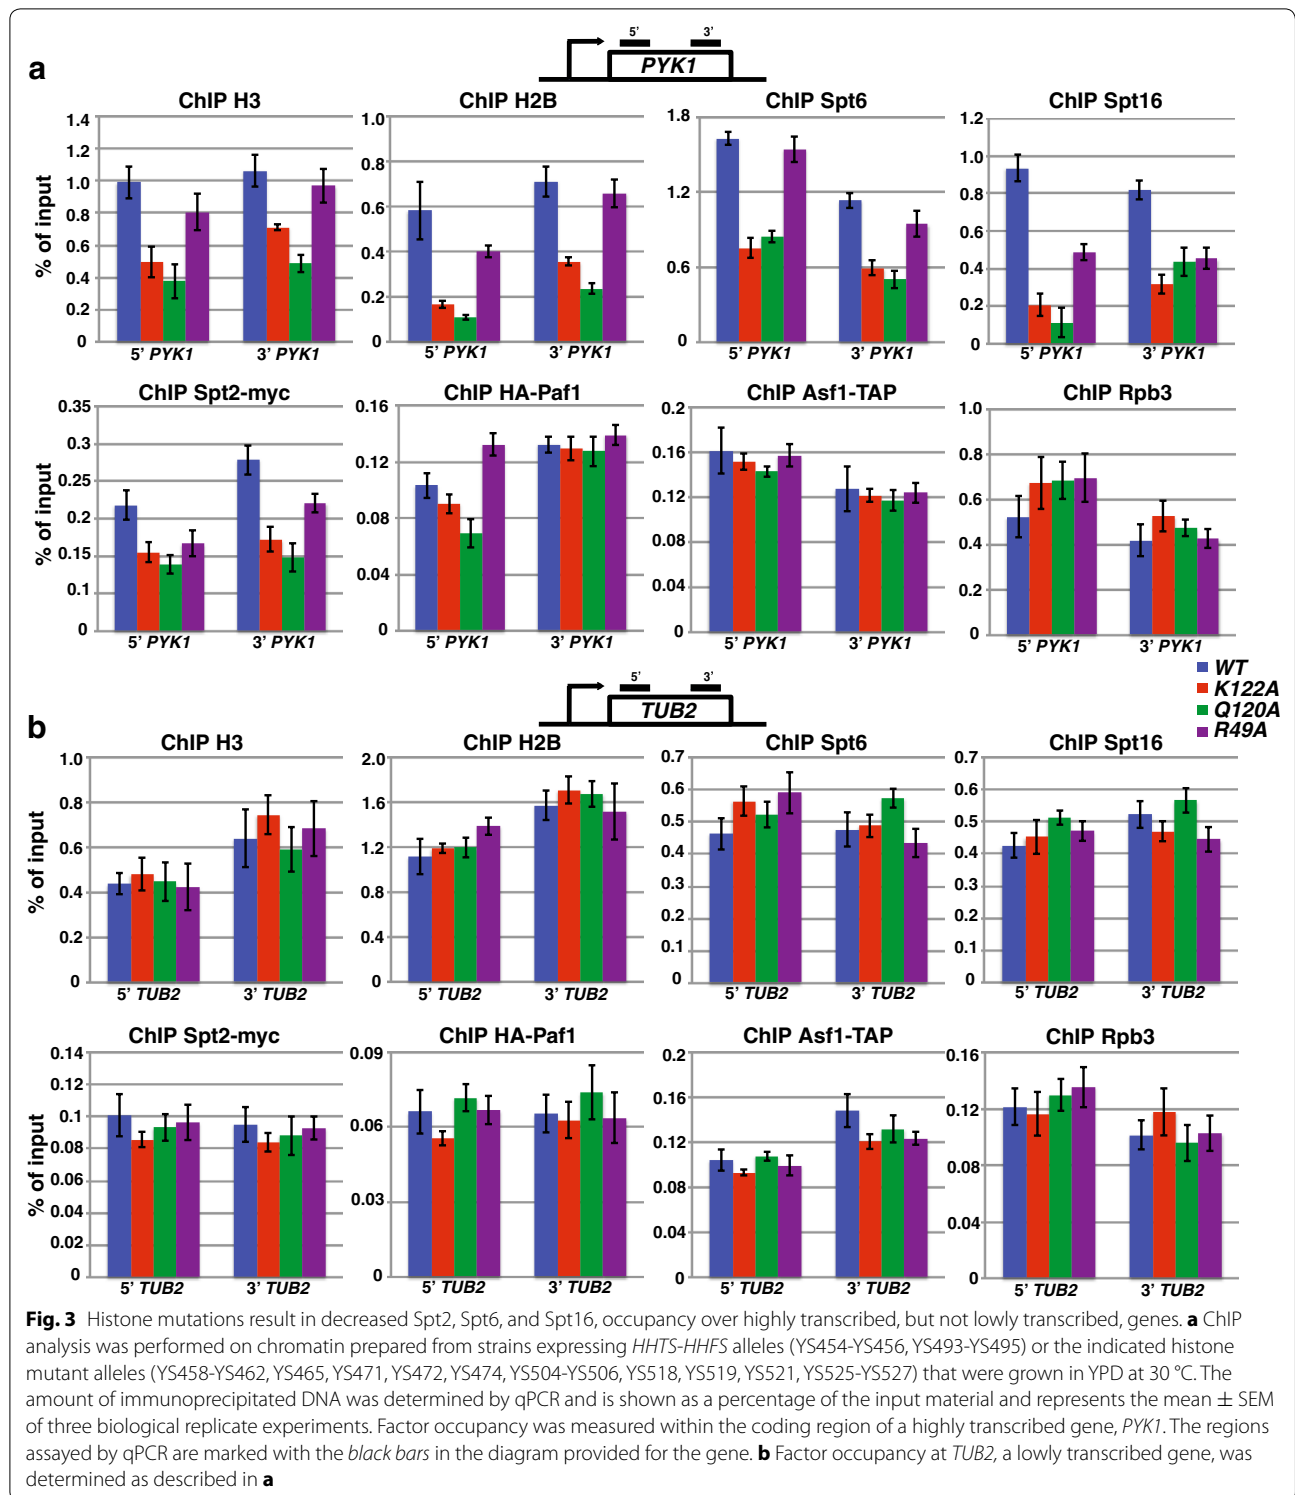 5’ 3’
a PYK1
ChIP H3 ChIP H2B ChIP Spt6 ChIP Spt16
% of input
1.4
1.2
1.0
0.8
0.6
0.4
0.2
0
5’ PYK1 3’ PYK1
1.0
0.8
0.6
0.4
0.2
0
5’ PYK1 3’ PYK1
1.8
1.2
0.6
0
5’ PYK1 3’ PYK1
1.2
1.0
0.8
0.6
0.4
0.2
0
5’ PYK1 3’ PYK1
ChIP Spt2-myc ChIP HA-Paf1 ChIP Asf1-TAP ChIP Rpb3
% of input
0.35
0.3
0.25
0.2
0.15
0.1
0.05
0
5’ PYK1 3’ PYK1
0.16
0.12
0.08
0.04
0
5’ PYK1 3’ PYK1
0.2
0.16
0.12
0.08
0.04
0
5’ PYK1 3’ PYK1
1.0
0.8
0.6
0.4
0.2
0
5’ PYK1 3’ PYK1
WT
K122A
Q120A
R49A
5’ 3’
b TUB2
ChIP H3 ChIP H2B ChIP Spt6 ChIP Spt16
% of input
1.0
0.8
0.6
0.4
0.2
0
5’ TUB2 3’ TUB2
2.0
1.6
1.2
0.8
0.4
0
5’ TUB2 3’ TUB2
0.7
0.6
0.5
0.4
0.3
0.2
0.1
0
5’ TUB2 3’ TUB2
0.7
0.6
0.5
0.4
0.3
0.2
0.1
0
5’ TUB2 3’ TUB2
ChIP Spt2-myc ChIP HA-Paf1 ChIP Asf1-TAP ChIP Rpb3
% of input
0.14
0.12
0.1
0.08
0.06
0.04
0.02
0
5’ TUB2 3’ TUB2
0.09
0.06
0.03
0
5’ TUB2 3’ TUB2
0.2
0.16
0.12
0.08
0.04
0
5’ TUB2 3’ TUB2
0.16
0.12
0.08
0.04
0
5’ TUB2 3’ TUB2
Fig. 3 Histone mutations result in decreased Spt2, Spt6, and Spt16, occupancy over highly transcribed, but not lowly transcribed, genes. a ChIP
analysis was performed on chromatin prepared from strains expressing HHTS-HHFS alleles (YS454-YS456, YS493-YS495) or the indicated histone
mutant alleles (YS458-YS462, YS465, YS471, YS472, YS474, YS504-YS506, YS518, YS519, YS521, YS525-YS527) that were grown in YPD at 30 °C. The
amount of immunoprecipitated DNA was determined by qPCR and is shown as a percentage of the input material and represents the mean ± SEM
of three biological replicate experiments. Factor occupancy was measured within the coding region of a highly transcribed gene, PYK1. The regions
assayed by qPCR are marked with the black bars in the diagram provided for the gene. b Factor occupancy at TUB2, a lowly transcribed gene, was
determined as described in a